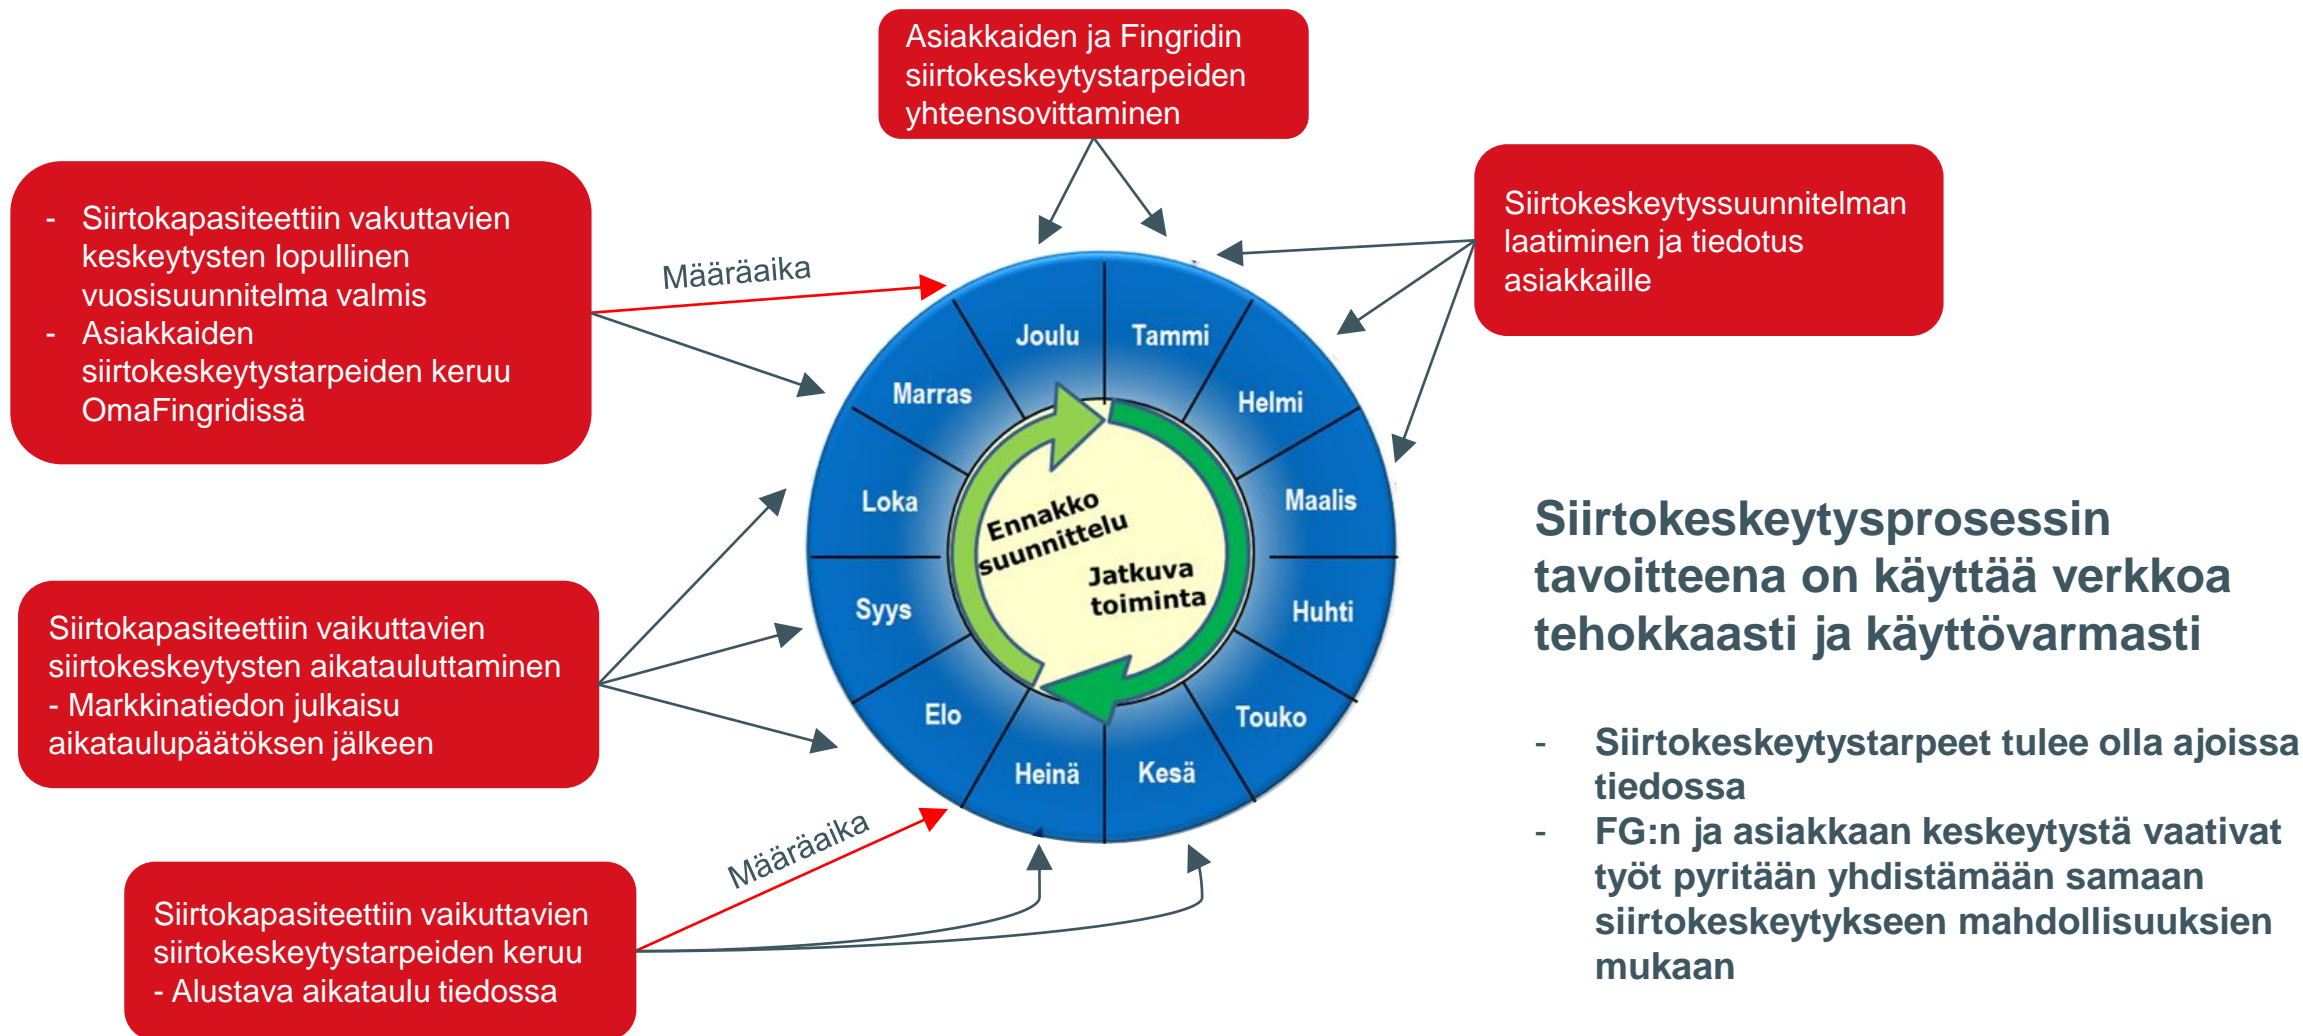 Asiakkaiden ja Fingridin
siirtokeskeytystarpeiden
yhteensovittaminen
- Siirtokapasiteettiin vakuttavien
keskeytysten lopullinen
vuosisuunnitelma valmis
- Asiakkaiden
siirtokeskeytystarpeiden keruu
OmaFingridissä
Määräaika
Siirtokeskeytyssuunnitelman
laatiminen ja tiedotus
asiakkaille
Joulu
Tammi
Marras
Helmi
Loka
Maalis
Syys
Huhti
Elo
Touko
Heinä
Kesä
Ennakko
suunnittelu
Jatkuva
toiminta
Siirtokapasiteettiin vaikuttavien
siirtokeskeytysten aikatauluttaminen
- Markkinatiedon julkaisu
aikataulupäätöksen jälkeen
Määräaika
Siirtokapasiteettiin vaikuttavien
siirtokeskeytystarpeiden keruu
- Alustava aikataulu tiedossa
Siirtokeskeytysprosessin
tavoitteena on käyttää verkkoa
tehokkaasti ja käyttövarmasti
- Siirtokeskeytystarpeet tulee olla ajoissa
tiedossa
- FG:n ja asiakkaan keskeytystä vaativat
työt pyritään yhdistämään samaan
siirtokeskeytykseen mahdollisuuksien
mukaan